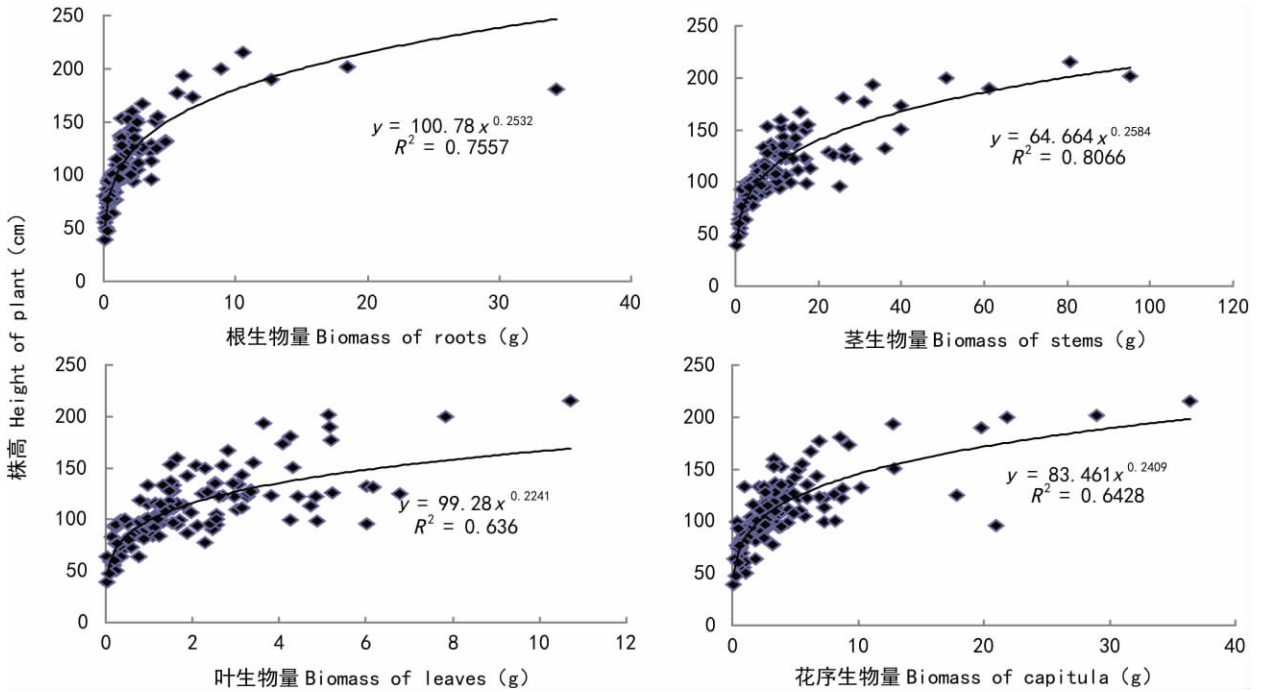 株高 Height of plant (cm)
250
200
150
100
50
0
y = 100.78x^0.2532
R² = 0.7557
0 10 20 30 40
根生物量 Biomass of roots (g)
250
200
150
100
50
0
y = 64.664x^0.2584
R² = 0.8066
0 20 40 60 80 100 120
茎生物量 Biomass of stems (g)
250
200
150
100
50
0
y = 99.28x^0.2241
R² = 0.636
0 2 4 6 8 10 12
叶生物量 Biomass of leaves (g)
250
200
150
100
50
0
y = 83.461x^0.2409
R² = 0.6428
0 10 20 30 40
花序生物量 Biomass of capitula (g)